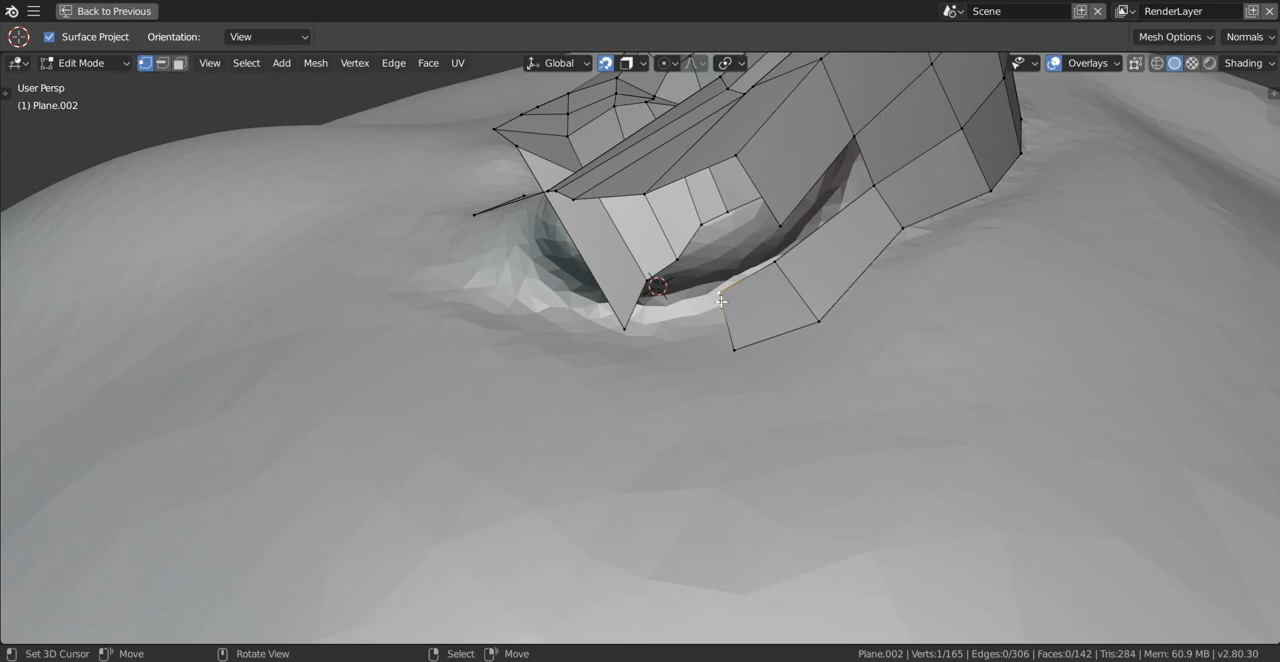 Back to Previous Scene RenderLayer
Surface Project Orientation: View Mesh Options Normals
Edit Mode View Select Add Mesh Vertex Edge Face UV Global Overlays Shading
User Persp
(1) Plane.002
Set 3D Cursor Move Rotate View Select Move Plane.002 | Verts:1/165 | Edges:0/306 | Faces:0/142 | Tris:284 | Mem: 60.9 MB | v2.80.30